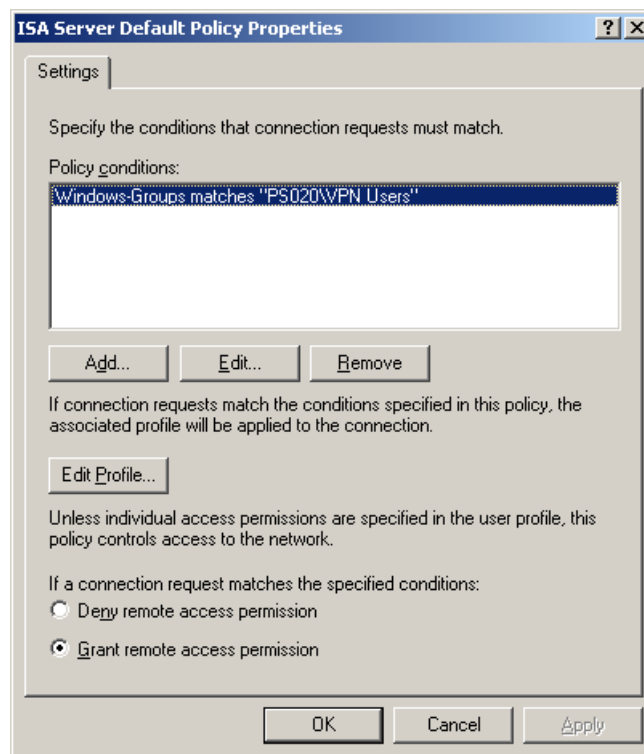 ISA Server Default Policy Properties
Settings
Specify the conditions that connection requests must match.
Policy conditions:
Windows-Groups matches "PS020\VPN Users"
Add...
Edit...
Remove
If connection requests match the conditions specified in this policy, the
associated profile will be applied to the connection.
Edit Profile...
Unless individual access permissions are specified in the user profile, this
policy controls access to the network.
If a connection request matches the specified conditions:
Deny remote access permission
Grant remote access permission
OK
Cancel
Apply